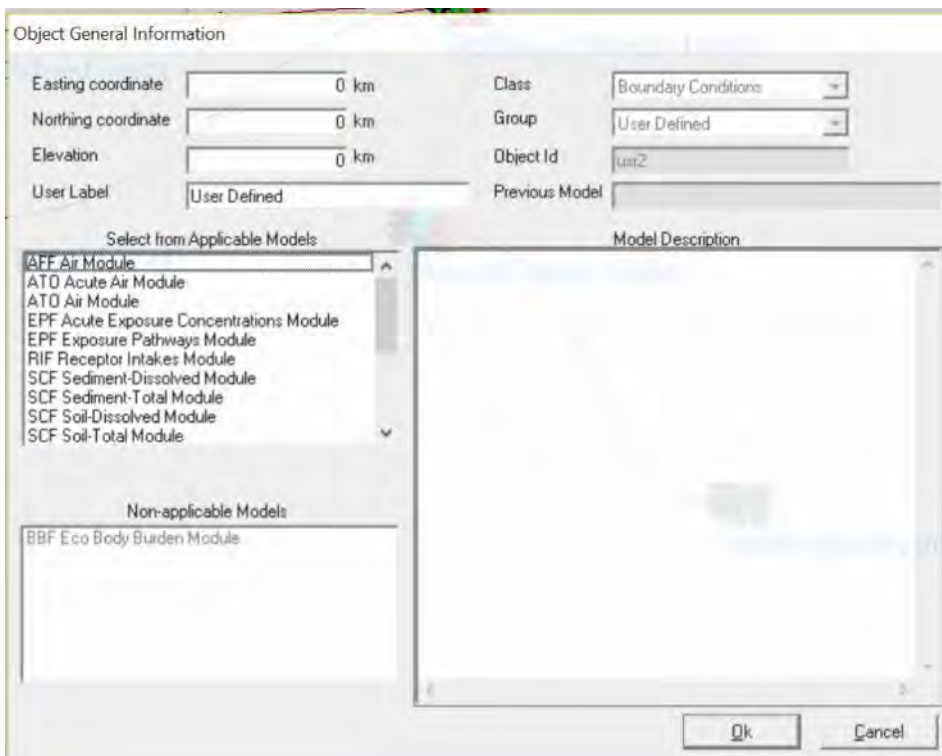 Object General Information
Easting coordinate 0 km Class Boundary Conditions
Northing coordinate 0 km Group User Defined
Elevation 0 km Object Id usr2
User Label User Defined Previous Model
Select from Applicable Models Model Description
AFF Air Module
ATO Acute Air Module
ATO Air Module
EPF Acute Exposure Concentrations Module
EPF Exposure Pathways Module
RIF Receptor Intakes Module
SCF Sediment-Dissolved Module
SCF Sediment-Total Module
SCF Soil-Dissolved Module
SCF Soil-Total Module
Non-applicable Models
BBF Eco Body Burden Module
Ok Cancel